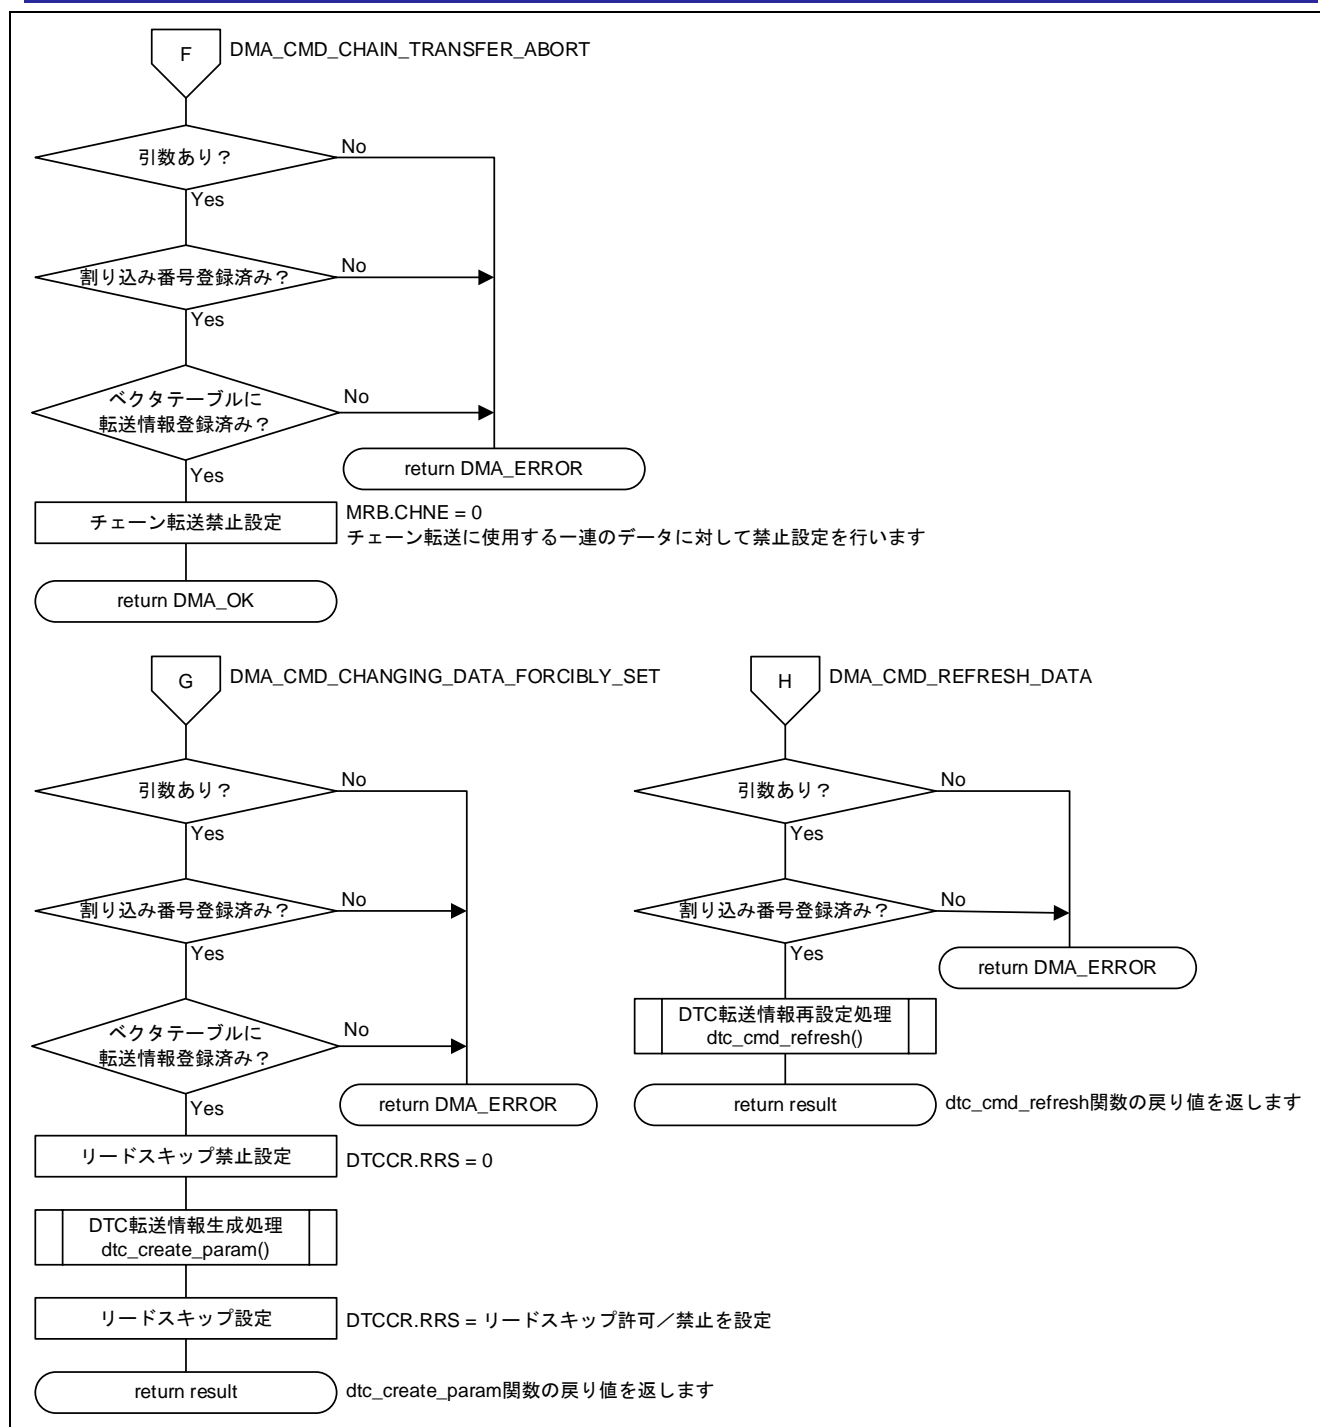 F
DMA_CMD_CHAIN_TRANSFER_ABORT
引数あり？
No
Yes
割り込み番号登録済み？
No
Yes
ベクタテーブルに
転送情報登録済み？
No
Yes
return DMA_ERROR
チェーン転送禁止設定
MRB.CHNE = 0
チェーン転送に使用する一連のデータに対して禁止設定を行います
return DMA_OK
G
DMA_CMD_CHANGING_DATA_FORCIBLY_SET
引数あり？
No
Yes
割り込み番号登録済み？
No
Yes
ベクタテーブルに
転送情報登録済み？
No
Yes
return DMA_ERROR
リードスキップ禁止設定
DTCCR.RRS = 0
DTC転送情報生成処理
dtc_create_param()
リードスキップ設定
DTCCR.RRS = リードスキップ許可／禁止を設定
return result
dtc_create_param関数の戻り値を返します
H
DMA_CMD_REFRESH_DATA
引数あり？
No
Yes
割り込み番号登録済み？
No
Yes
return DMA_ERROR
DTC転送情報再設定処理
dtc_cmd_refresh()
return result
dtc_cmd_refresh関数の戻り値を返します